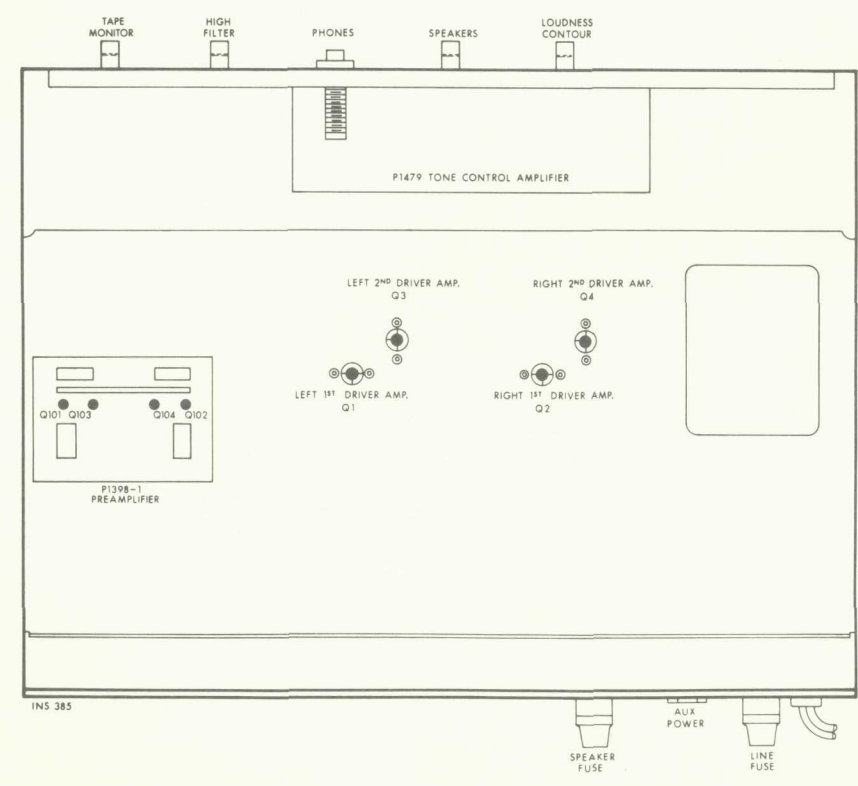 TAPE
MONITOR
HIGH
FILTER
PHONES
SPEAKERS
LOUDNESS
CONTOUR
P1479 TONE CONTROL AMPLIFIER
LEFT 2ND DRIVER AMP.
Q3
RIGHT 2ND DRIVER AMP.
Q4
LEFT 1ST DRIVER AMP.
Q1
RIGHT 1ST DRIVER AMP.
Q2
Q101 Q103 Q104 Q102
P1398-1
PREAMPLIFIER
INS 385
SPEAKER
FUSE
AUX
POWER
LINE
FUSE